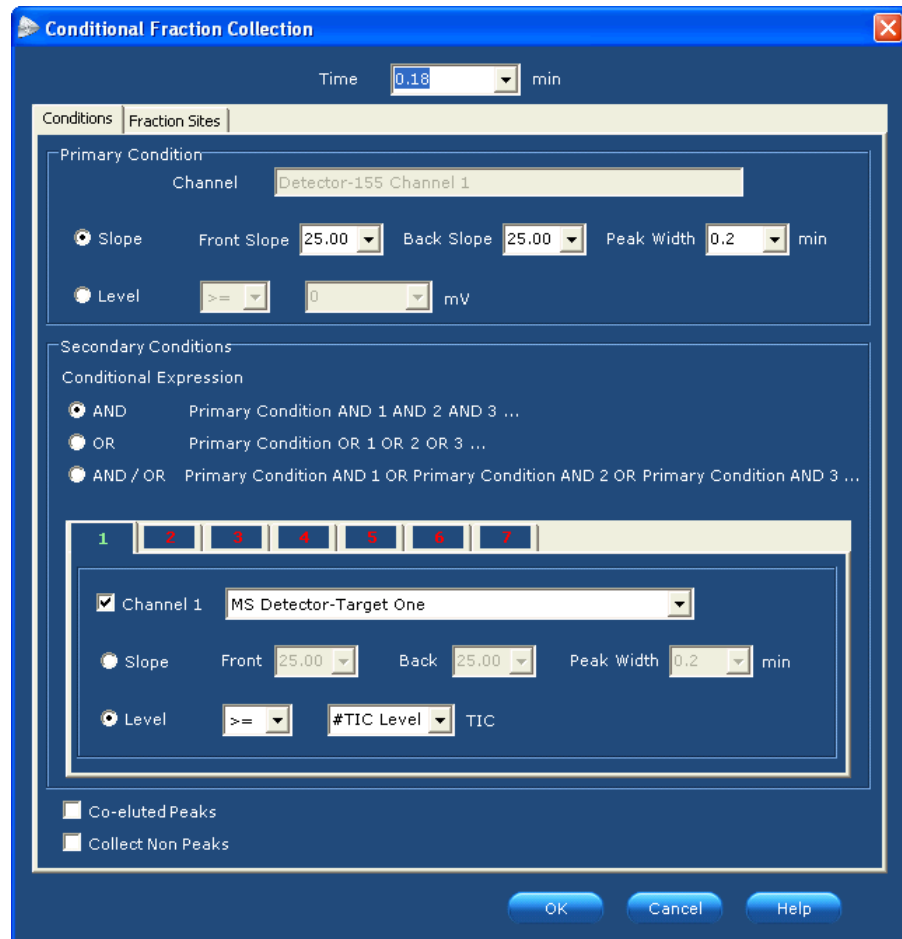 Conditional Fraction Collection
Time 0.18 min
Conditions Fraction Sites
Primary Condition
Channel Detector-155 Channel 1
Slope Front Slope 25.00 Back Slope 25.00 Peak Width 0.2 min
Level >= 0 mV
Secondary Conditions
Conditional Expression
AND Primary Condition AND 1 AND 2 AND 3 ...
OR Primary Condition OR 1 OR 2 OR 3 ...
AND / OR Primary Condition AND 1 OR Primary Condition AND 2 OR Primary Condition AND 3 ...
1 2 3 4 5 6 7
Channel 1 MS Detector-Target One
Slope Front 25.00 Back 25.00 Peak Width 0.2 min
Level >= #TIC Level TIC
Co-eluted Peaks
Collect Non Peaks
OK Cancel Help